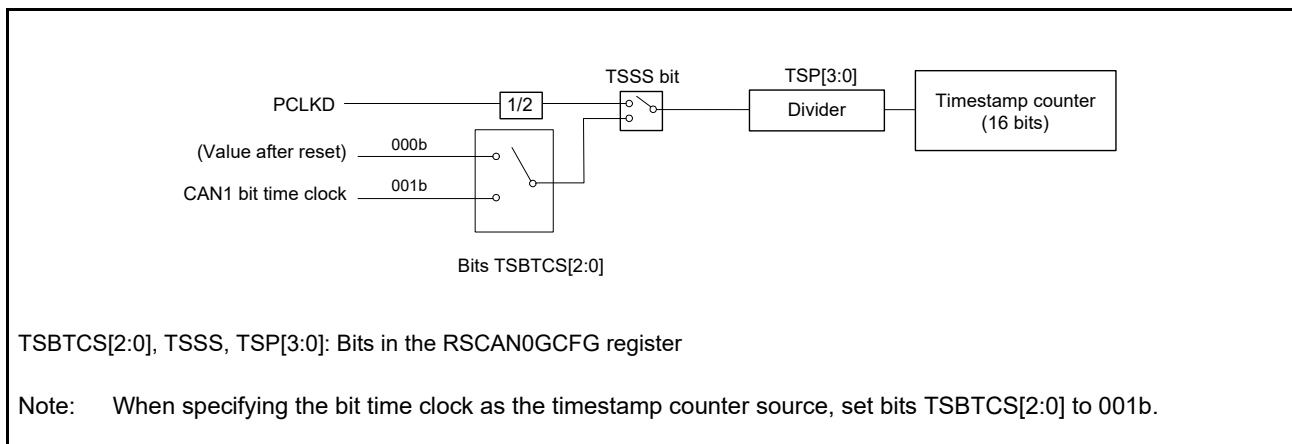 TSSS bit
TSP[3:0]
PCLKD
1/2
Divider
Timestamp counter
(16 bits)
(Value after reset)
000b
CAN1 bit time clock
001b
Bits TSBTCS[2:0]
TSBTCS[2:0], TSSS, TSP[3:0]: Bits in the RSCAN0GCFG register
Note: When specifying the bit time clock as the timestamp counter source, set bits TSBTCS[2:0] to 001b.